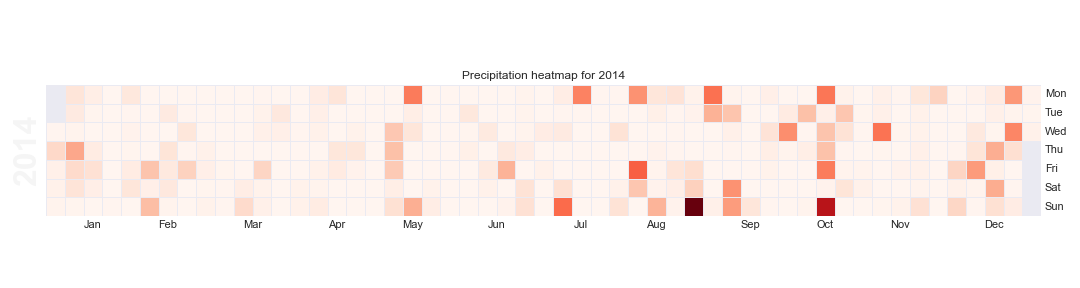 Precipitation heatmap for 2014
2014
Mon
Tue
Wed
Thu
Fri
Sat
Sun
Jan Feb Mar Apr May Jun Jul Aug Sep Oct Nov Dec